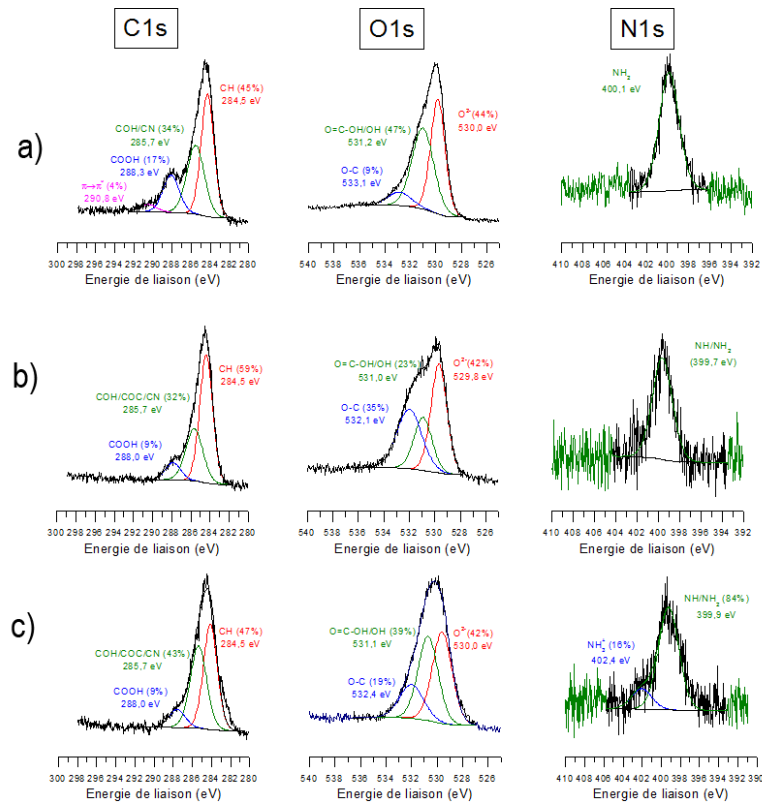 C1s
O1s
N1s
a)
CH (45%)
284,5 eV
COH/CN (34%)
285,7 eV
COOH (17%)
288,3 eV
π→π* (4%)
290,8 eV
300 298 296 294 292 290 288 286 284 282 280
Energie de liaison (eV)
O²⁻ (44%)
530,0 eV
O=C-OH/OH (47%)
531,2 eV
O-C (9%)
533,1 eV
540 538 536 534 532 530 528 526
Energie de liaison (eV)
NH₂
400,1 eV
410 408 406 404 402 400 398 396 394 392
Energie de liaison (eV)
b)
CH (59%)
284,5 eV
COH/COC/CN (32%)
285,7 eV
COOH (9%)
288,0 eV
300 298 296 294 292 290 288 286 284 282 280
Energie de liaison (eV)
O=C-OH/OH (23%)
531,0 eV
O²⁻(42%)
529,8 eV
O-C (35%)
532,1 eV
540 538 536 534 532 530 528 526
Energie de liaison (eV)
NH/NH₂
(399,7 eV)
410 408 406 404 402 400 398 396 394 392
Energie de liaison (eV)
c)
CH (47%)
284,5 eV
COH/COC/CN (43%)
285,7 eV
COOH (9%)
288,0 eV
300 298 296 294 292 290 288 286 284 282 280
Energie de liaison (eV)
O=C-OH/OH (39%)
531,1 eV
O²⁻(42%)
530,0 eV
O-C (19%)
532,4 eV
540 538 536 534 532 530 528 526
Energie de liaison (eV)
NH/NH₂ (84%)
399,9 eV
NH₃⁺ (16%)
402,4 eV
410 408 406 404 402 400 398 396 394 392 390
Energie de liaison (eV)